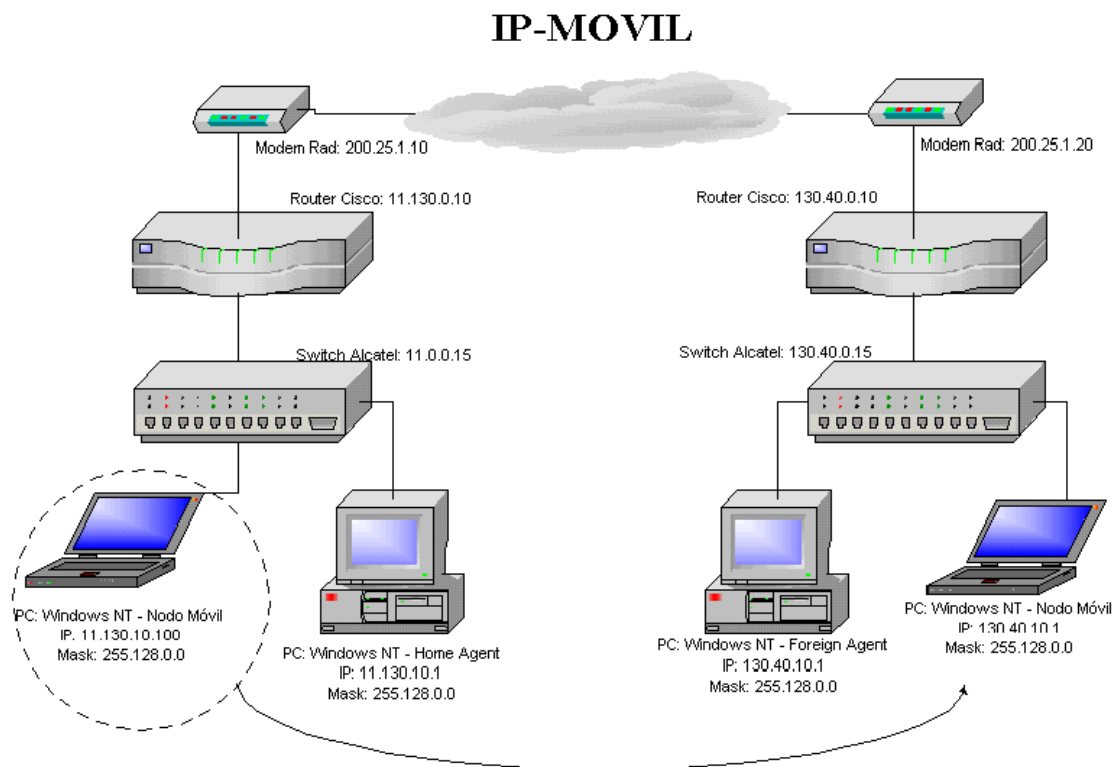 IP-MOVIL
Modem Rad: 200.25.1.10
Modem Rad: 200.25.1.20
Router Cisco: 11.130.0.10
Router Cisco: 130.40.0.10
Switch Alcatel: 11.0.0.15
Switch Alcatel: 130.40.0.15
PC: Windows NT - Nodo Móvil
IP: 11.130.10.100
Mask: 255.128.0.0
PC: Windows NT - Home Agent
IP: 11.130.10.1
Mask: 255.128.0.0
PC: Windows NT - Foreign Agent
IP: 130.40.10.1
Mask: 255.128.0.0
PC: Windows NT - Nodo Móvil
IP: 130.40.10.1
Mask: 255.128.0.0